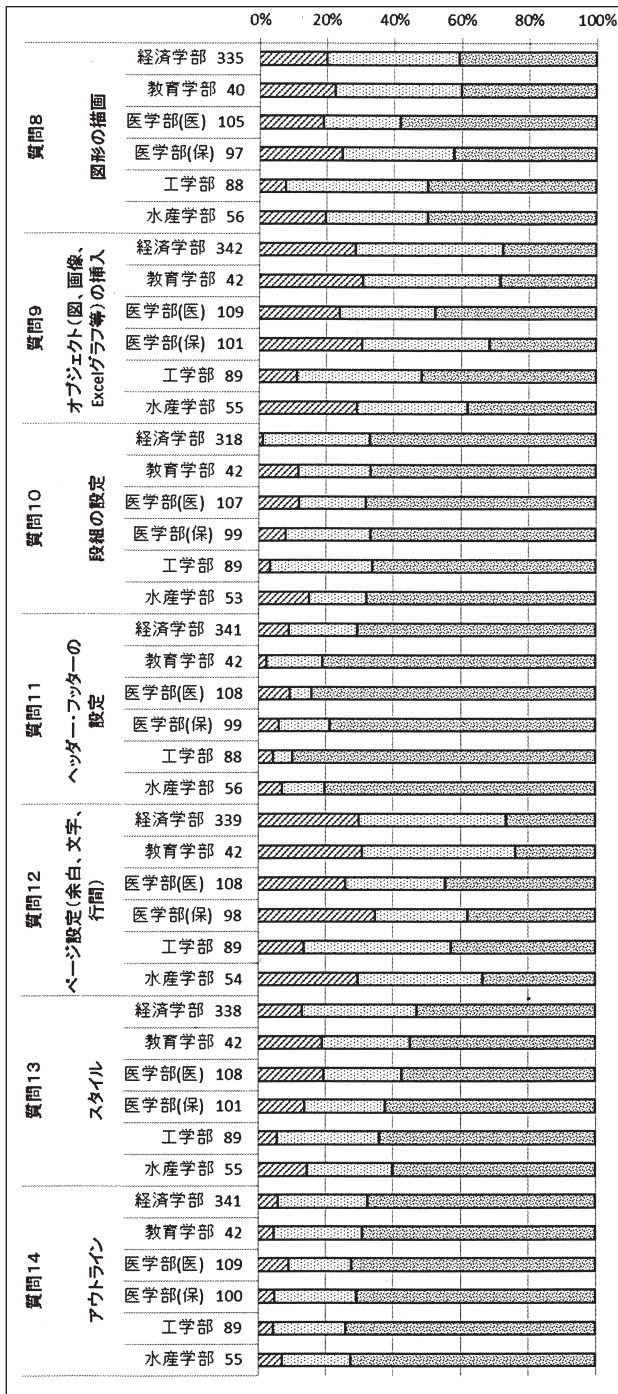 0% 20% 40% 60% 80% 100%
質問8
図形の描画
経済学部 335
教育学部 40
医学部(医) 105
医学部(保) 97
工学部 88
水産学部 56
質問9
オブジェクト(図、画像、
Excelグラフ等)の挿入
経済学部 342
教育学部 42
医学部(医) 109
医学部(保) 101
工学部 89
水産学部 55
質問10
段組の設定
経済学部 318
教育学部 42
医学部(医) 107
医学部(保) 99
工学部 89
水産学部 53
質問11
ヘッダー・フッターの
設定
経済学部 341
教育学部 42
医学部(医) 108
医学部(保) 99
工学部 88
水産学部 56
質問12
ページ設定(余白、文字、
行間)
経済学部 339
教育学部 42
医学部(医) 108
医学部(保) 98
工学部 89
水産学部 54
質問13
スタイル
経済学部 338
教育学部 42
医学部(医) 108
医学部(保) 101
工学部 89
水産学部 55
質問14
アウトライン
経済学部 341
教育学部 42
医学部(医) 109
医学部(保) 100
工学部 89
水産学部 55